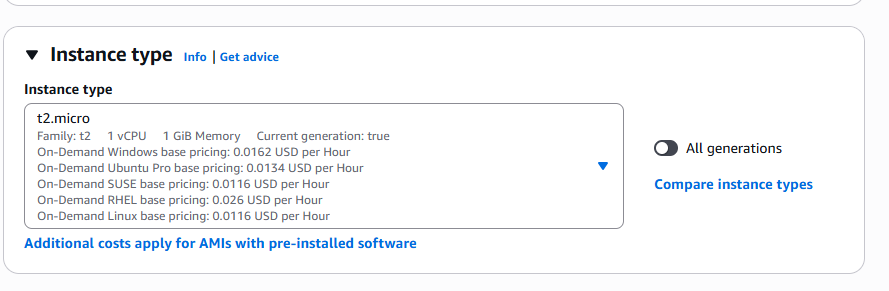 Instance type Info | Get advice
Instance type
t2.micro
Family: t2 1 vCPU 1 GiB Memory Current generation: true
On-Demand Windows base pricing: 0.0162 USD per Hour
On-Demand Ubuntu Pro base pricing: 0.0134 USD per Hour
On-Demand SUSE base pricing: 0.0116 USD per Hour
On-Demand RHEL base pricing: 0.026 USD per Hour
On-Demand Linux base pricing: 0.0116 USD per Hour
All generations
Compare instance types
Additional costs apply for AMIs with pre-installed software